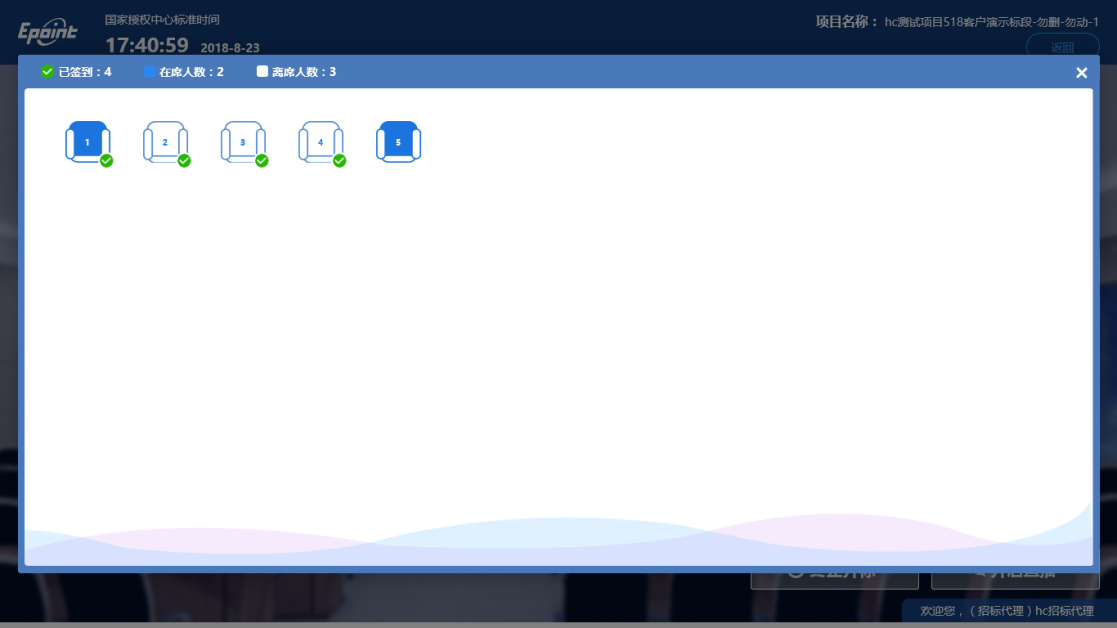 Epoint
国家授权中心标准时间
17:40:59 2018-8-23
项目名称： hc测试项目518客户演示标段-勿删-勿动-1
返回
已签到：4 在席人数：2 离席人数：3
1 2 3 4 5
欢迎您，（招标代理）hc招标代理